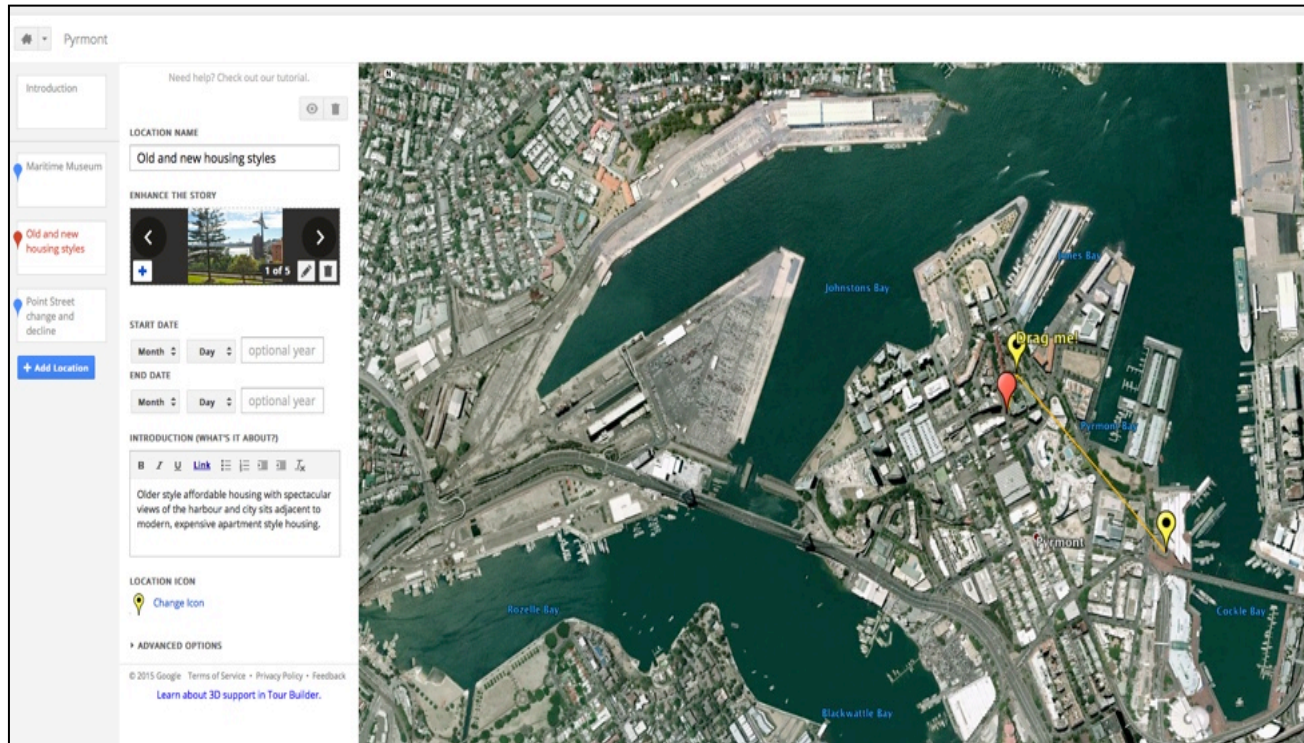 Pyrmont
Introduction
Maritime Museum
Old and new
housing styles
Point Street
change and
decline
+ Add Location
Need help? Check out our tutorial.
LOCATION NAME
Old and new housing styles
ENHANCE THE STORY
1 of 5
START DATE
Month
Day
optional year
END DATE
Month
Day
optional year
INTRODUCTION (WHAT'S IT ABOUT?)
B I U Link
Older style affordable housing with spectacular
views of the harbour and city sits adjacent to
modern, expensive apartment style housing.
LOCATION ICON
Change Icon
ADVANCED OPTIONS
© 2015 Google Terms of Service • Privacy Policy • Feedback
Learn about 3D support in Tour Builder.
N
Jones Bay
Johnstons Bay
Drag me!
Pyrmont Bay
Pyrmont
Rozelle Bay
Cockle Bay
Blackwattle Bay